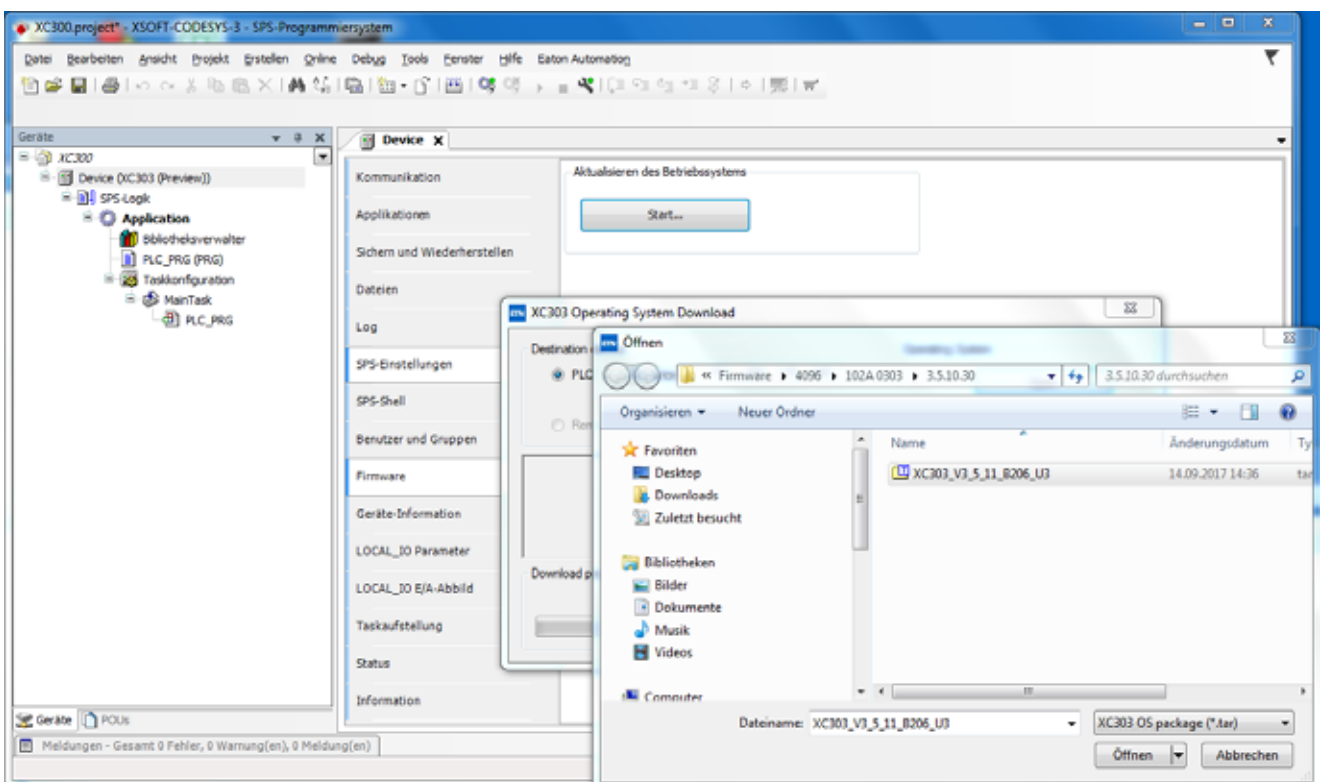 XC300.project* - XSOFT-CODESYS-3 - SPS-Programmiersystem
Datei Bearbeiten Ansicht Projekt Erstellen Online Debug Tools Fenster Hilfe Eaton Automation
Geräte
XC300
Device (XC303 (Preview))
SPS-Logik
Application
Bibliotheksverwalter
PLC_PRG (PRG)
Taskkonfiguration
MainTask
PLC_PRG
Geräte POUs
Device
Kommunikation
Applikationen
Sichern und Wiederherstellen
Dateien
Log
SPS-Einstellungen
SPS-Shell
Benutzer und Gruppen
Firmware
Geräte-Information
LOCAL_IO Parameter
LOCAL_IO E/A-Abbild
Taskaufstellung
Status
Information
Aktualisieren des Betriebssystems
Start...
XC303 Operating System Download
Destination
PLC
Rem
Download p
Öffnen
Operating System
« Firmware 4096 102A 0303 3.5.10.30
3.5.10.30 durchsuchen
Organisieren Neuer Ordner
Favoriten
Desktop
Downloads
Zuletzt besucht
Bibliotheken
Bilder
Dokumente
Musik
Videos
Computer
Name Änderungsdatum Ty
XC303_V3_5_11_B206_U3 14.09.2017 14:36 tar
Dateiname: XC303_V3_5_11_B206_U3 XC303 OS package (*.tar)
Öffnen Abbrechen
Meldungen - Gesamt 0 Fehler, 0 Warnung(en), 0 Meldung(en)